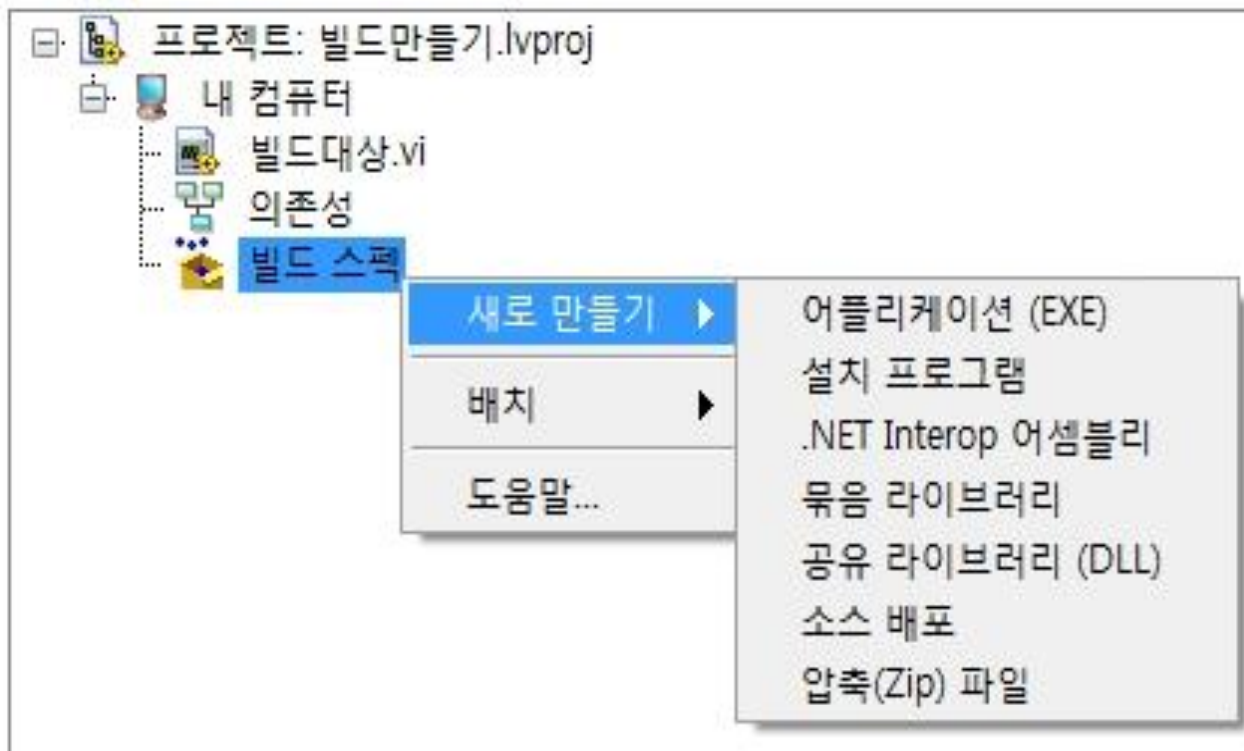 프로젝트: 빌드만들기.lvproj
내 컴퓨터
빌드대상.vi
의존성
빌드 스펙
새로 만들기
배치
도움말...
어플리케이션 (EXE)
설치 프로그램
.NET Interop 어셈블리
묶음 라이브러리
공유 라이브러리 (DLL)
소스 배포
압축(Zip) 파일